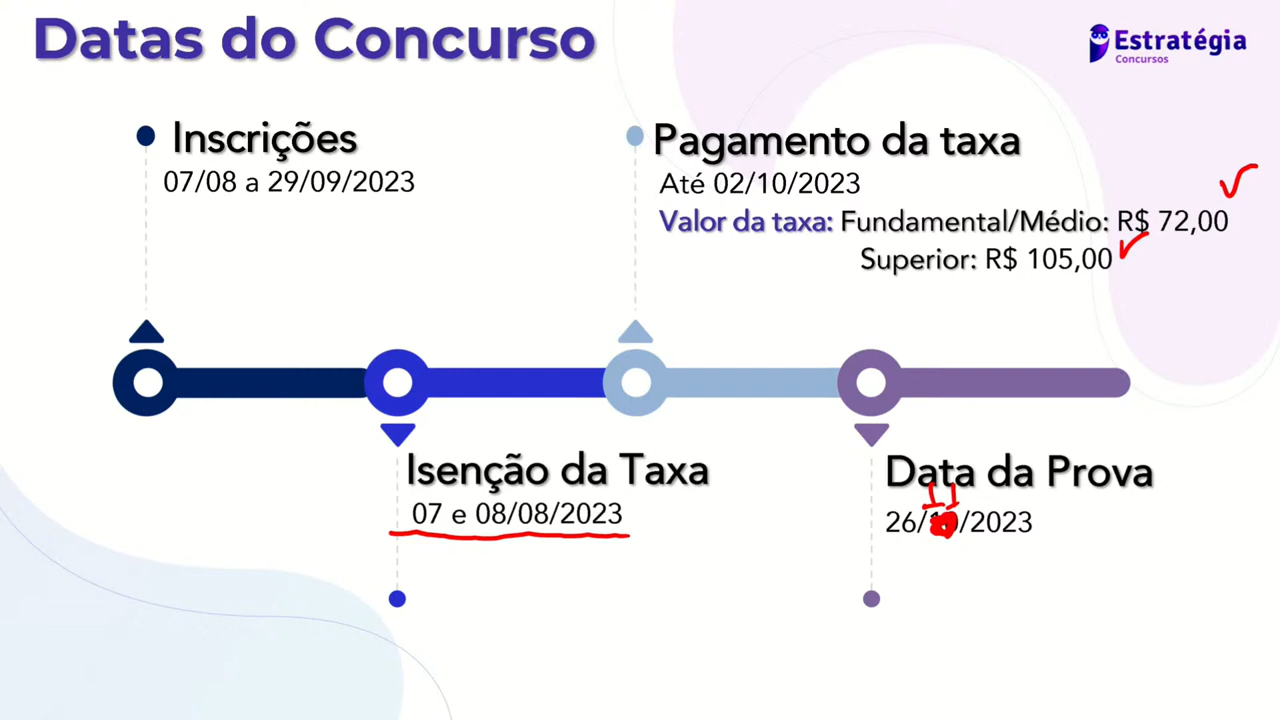 Datas do Concurso
Estratégia
Concursos
Inscrições
07/08 a 29/09/2023
Pagamento da taxa
Até 02/10/2023
Valor da taxa: Fundamental/Médio: R$ 72,00
Superior: R$ 105,00
Isenção da Taxa
07 e 08/08/2023
Data da Prova
11
26/ /2023